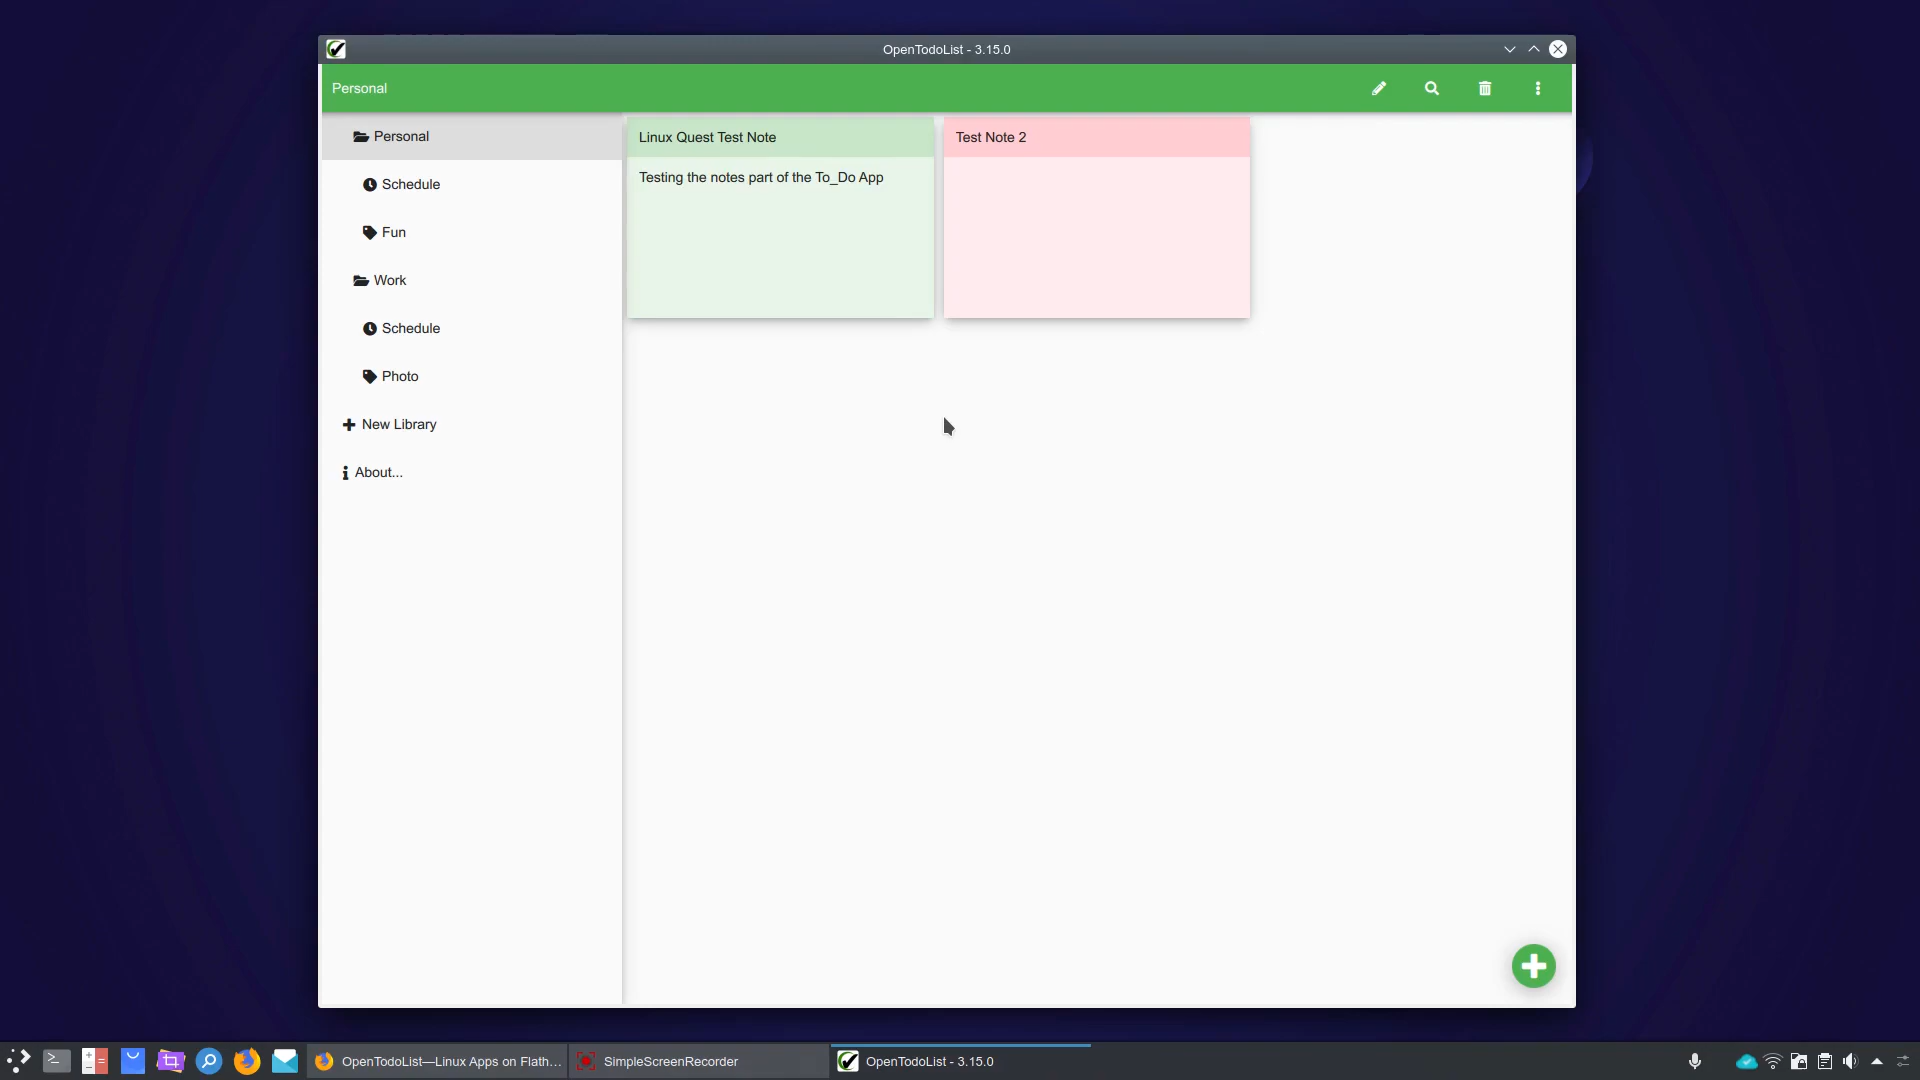 OpenTodoList - 3.15.0
Personal
Personal
Schedule
Fun
Work
Schedule
Photo
New Library
About...
Linux Quest Test Note
Testing the notes part of the To_Do App
Test Note 2
OpenTodoList—Linux Apps on Flath...
SimpleScreenRecorder
OpenTodoList - 3.15.0